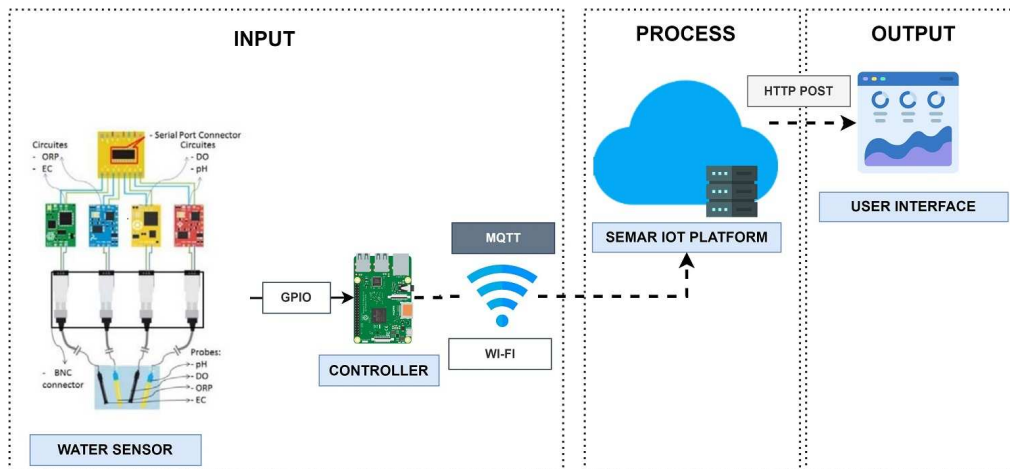 INPUT
PROCESS
OUTPUT
- Serial Port Connector
Circuites
- ORP
- EC
Circuites
- DO
- pH
HTTP POST
USER INTERFACE
SEMAR IOT PLATFORM
MQTT
GPIO
WI-FI
CONTROLLER
- BNC
connector
Probes:
- pH
- DO
- ORP
- EC
WATER SENSOR